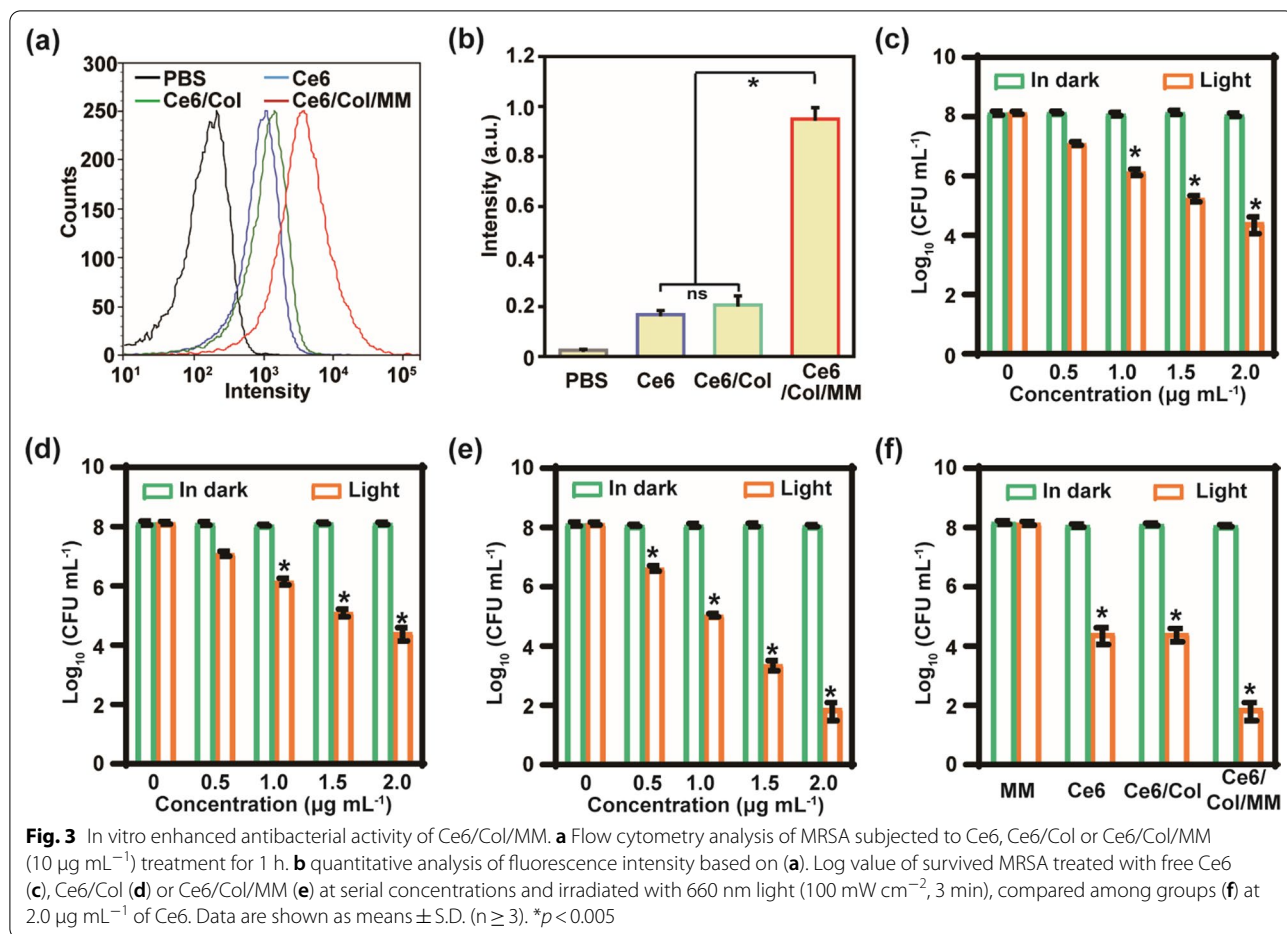 (a)
300
250
200
150
100
50
0
Counts
PBS
Ce6
Ce6/Col
Ce6/Col/MM
10¹ 10² 10³ 10⁴ 10⁵
Intensity
(b)
1.2
1.0
0.8
0.6
0.4
0.2
0
Intensity (a.u.)
*
ns
PBS Ce6 Ce6/Col Ce6
/Col/MM
(c)
10
8
6
4
2
0
Log₁₀ (CFU mL⁻¹)
In dark Light
* * *
0 0.5 1.0 1.5 2.0
Concentration (µg mL⁻¹)
(d)
10
8
6
4
2
0
Log₁₀ (CFU mL⁻¹)
In dark Light
* * *
0 0.5 1.0 1.5 2.0
Concentration (µg mL⁻¹)
(e)
10
8
6
4
2
0
Log₁₀ (CFU mL⁻¹)
In dark Light
* * * *
0 0.5 1.0 1.5 2.0
Concentration (µg mL⁻¹)
(f)
10
8
6
4
2
0
Log₁₀ (CFU mL⁻¹)
In dark Light
* * *
MM Ce6 Ce6/Col Ce6/
Col/MM
Fig. 3 In vitro enhanced antibacterial activity of Ce6/Col/MM. a Flow cytometry analysis of MRSA subjected to Ce6, Ce6/Col or Ce6/Col/MM
(10 µg mL⁻¹) treatment for 1 h. b quantitative analysis of fluorescence intensity based on (a). Log value of survived MRSA treated with free Ce6
(c), Ce6/Col (d) or Ce6/Col/MM (e) at serial concentrations and irradiated with 660 nm light (100 mW cm⁻², 3 min), compared among groups (f) at
2.0 µg mL⁻¹ of Ce6. Data are shown as means ± S.D. (n ≥ 3). *p < 0.005